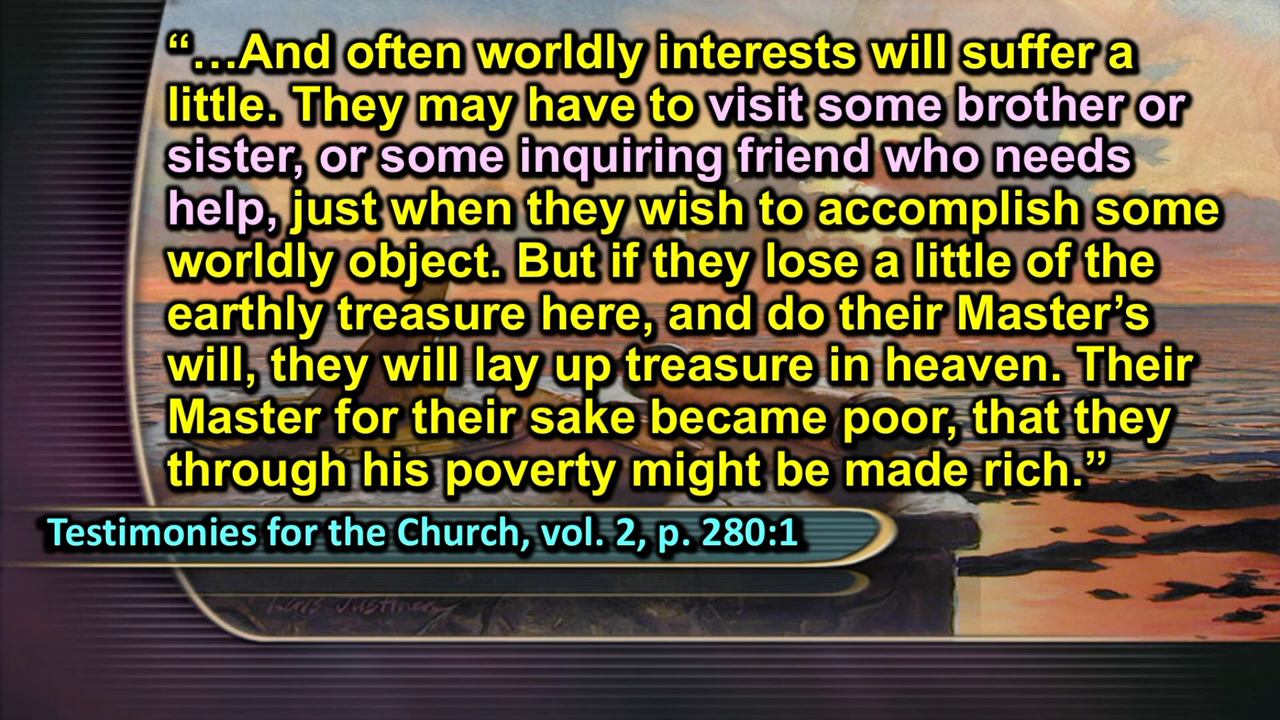 “…And often worldly interests will suffer a
little. They may have to visit some brother or
sister, or some inquiring friend who needs
help, just when they wish to accomplish some
worldly object. But if they lose a little of the
earthly treasure here, and do their Master’s
will, they will lay up treasure in heaven. Their
Master for their sake became poor, that they
through his poverty might be made rich.”
Testimonies for the Church, vol. 2, p. 280:1